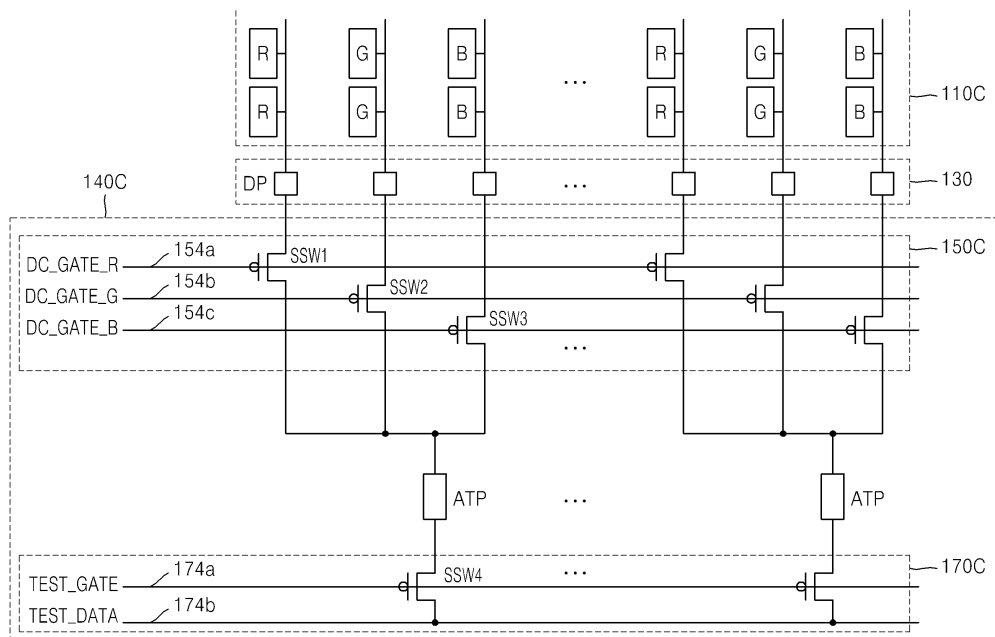 R G B R G B
... 110C
R G B R G B
140C DP ... 130
150C
DC_GATE_R 154a SSW1
DC_GATE_G 154b SSW2
DC_GATE_B 154c SSW3
...
ATP ... ATP
174a ... 170C
TEST_GATE SSW4
TEST_DATA 174b